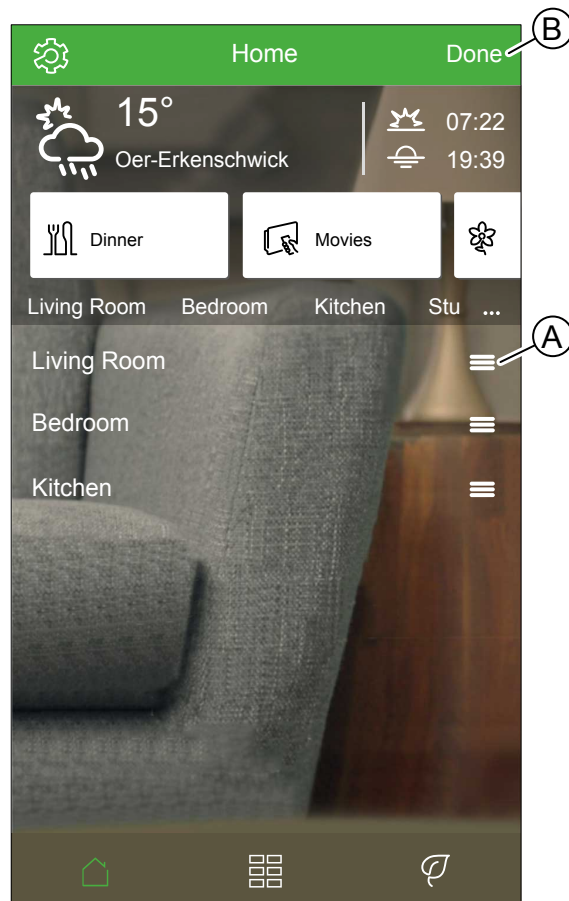 B
Home Done
15° 07:22
Oer-Erkenschwick 19:39
Dinner Movies
Living Room Bedroom Kitchen Stu ...
A
Living Room
Bedroom
Kitchen